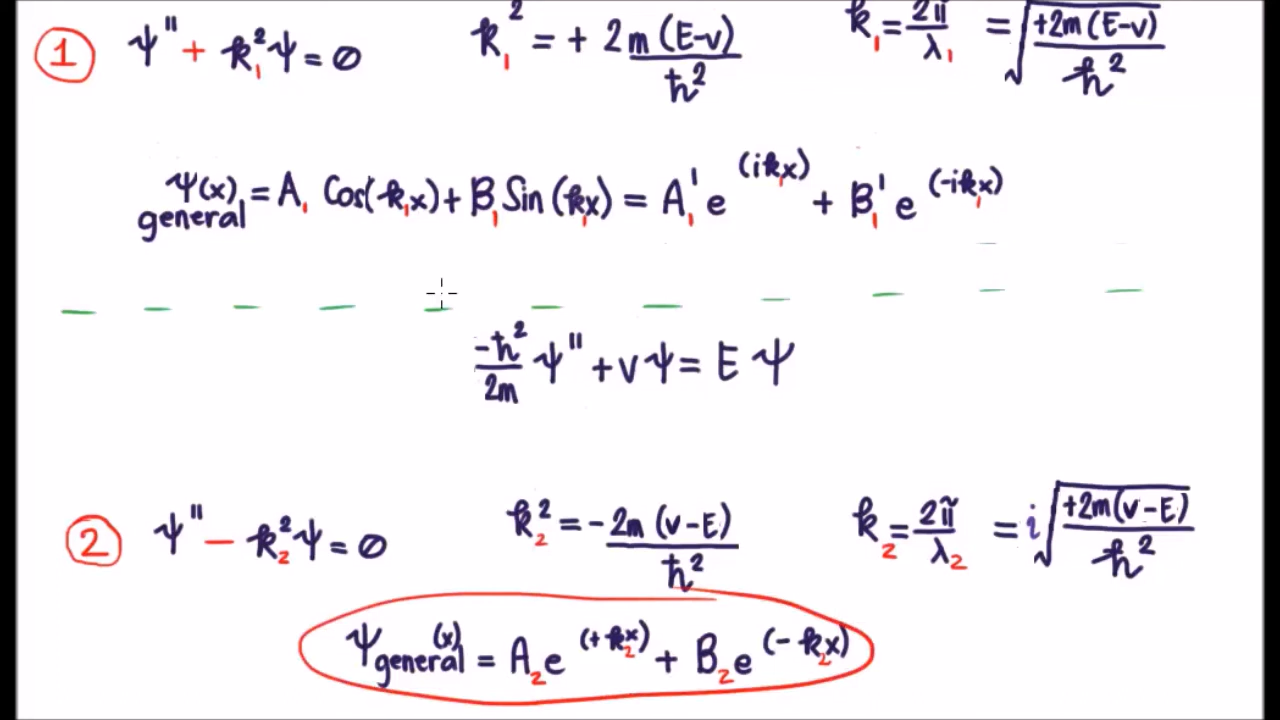 1 ψ'' + k₁²ψ = 0 k₁² = + 2m(E-v)/ħ² k₁ = 2π/λ₁ = √(+2m(E-v)/ħ²)
ψ(x) general = A₁ Cos(k₁x) + B₁ Sin(k₁x) = A₁' e^(ik₁x) + B₁' e^(-ik₁x)
-ħ²/2m ψ'' + vψ = E ψ
2 ψ'' - k₂²ψ = 0 k₂² = - 2m(v-E)/ħ² k₂ = 2π/λ₂ = i√(+2m(v-E)/ħ²)
ψ general (x) = A₂ e^(+k₂x) + B₂ e^(-k₂x)